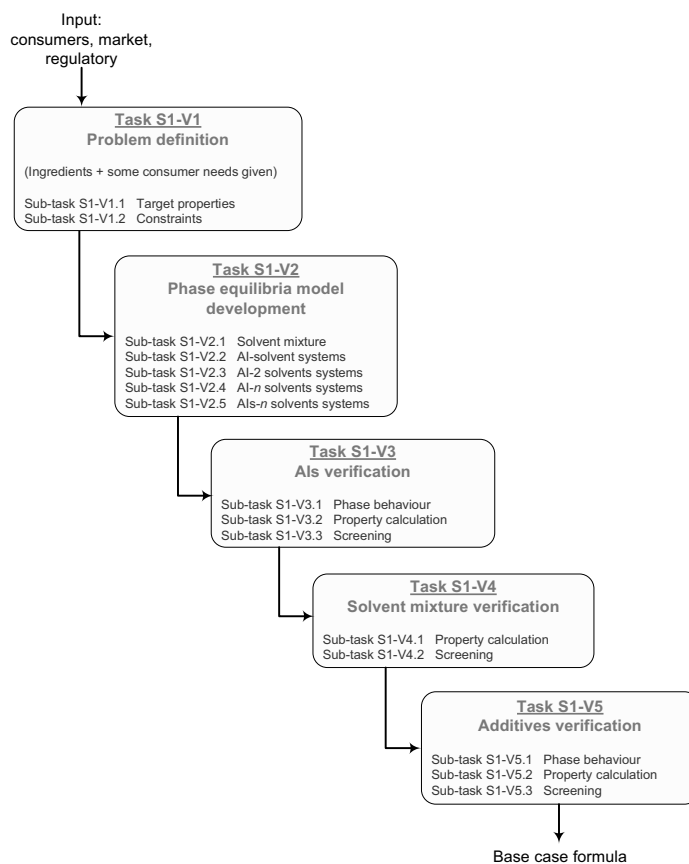 Input:
consumers, market,
regulatory
Task S1-V1
Problem definition
(Ingredients + some consumer needs given)
Sub-task S1-V1.1 Target properties
Sub-task S1-V1.2 Constraints
Task S1-V2
Phase equilibria model
development
Sub-task S1-V2.1 Solvent mixture
Sub-task S1-V2.2 AI-solvent systems
Sub-task S1-V2.3 AI-2 solvents systems
Sub-task S1-V2.4 AI-n solvents systems
Sub-task S1-V2.5 AIs-n solvents systems
Task S1-V3
AIs verification
Sub-task S1-V3.1 Phase behaviour
Sub-task S1-V3.2 Property calculation
Sub-task S1-V3.3 Screening
Task S1-V4
Solvent mixture verification
Sub-task S1-V4.1 Property calculation
Sub-task S1-V4.2 Screening
Task S1-V5
Additives verification
Sub-task S1-V5.1 Phase behaviour
Sub-task S1-V5.2 Property calculation
Sub-task S1-V5.3 Screening
Base case formula